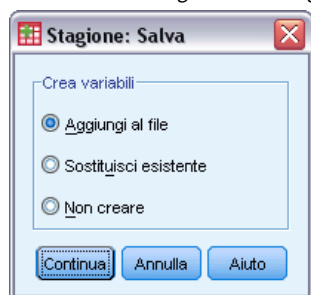 Stagione: Salva
Crea variabili
Aggiungi al file
Sostituisci esistente
Non creare
Continua Annulla Aiuto